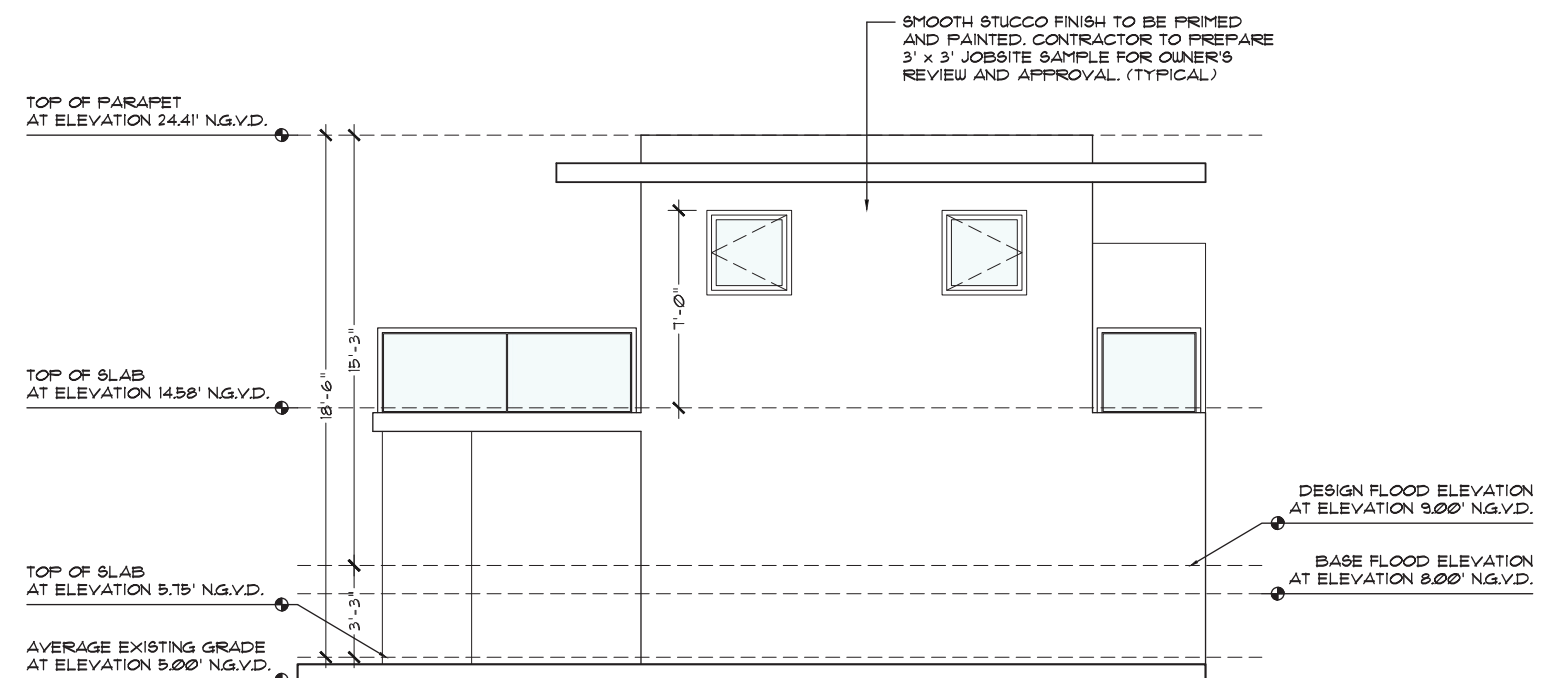 SMOOTH STUCCO FINISH TO BE PRIMED
AND PAINTED. CONTRACTOR TO PREPARE
3' x 3' JOBSITE SAMPLE FOR OWNER'S
REVIEW AND APPROVAL. (TYPICAL)
TOP OF PARAPET
AT ELEVATION 24.41' N.G.V.D.
7'-0"
15'-3"
18'-6"
TOP OF SLAB
AT ELEVATION 14.58' N.G.V.D.
DESIGN FLOOD ELEVATION
AT ELEVATION 9.00' N.G.V.D.
BASE FLOOD ELEVATION
AT ELEVATION 8.00' N.G.V.D.
TOP OF SLAB
AT ELEVATION 5.75' N.G.V.D.
3'-3"
AVERAGE EXISTING GRADE
AT ELEVATION 5.00' N.G.V.D.